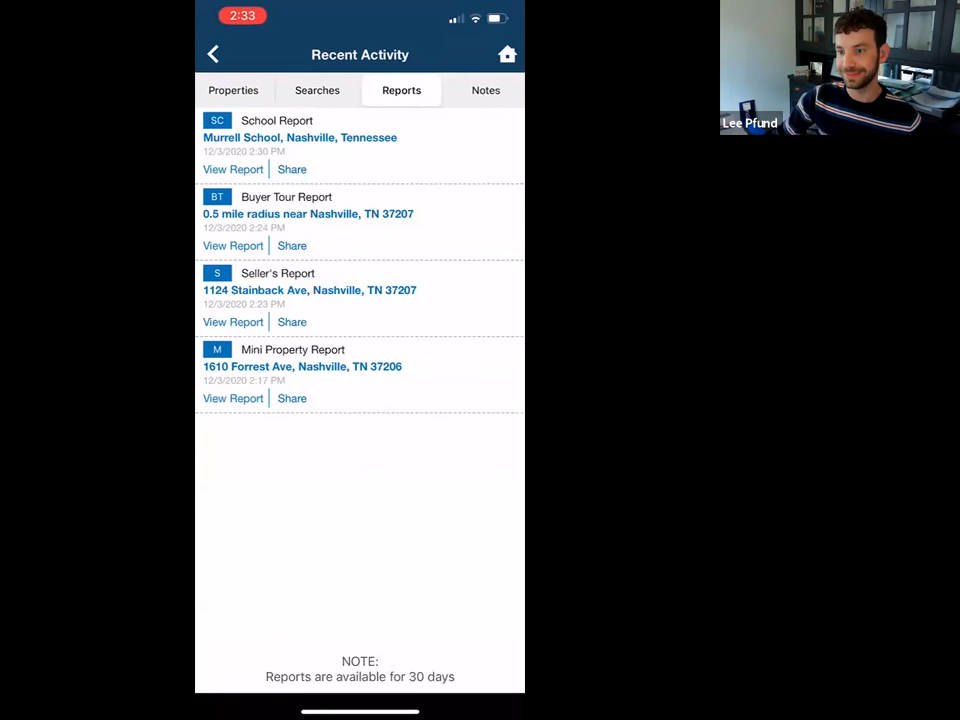 2:33
Recent Activity
Properties Searches Reports Notes
SC School Report
Murrell School, Nashville, Tennessee
12/3/2020 2:30 PM
View Report | Share
BT Buyer Tour Report
0.5 mile radius near Nashville, TN 37207
12/3/2020 2:24 PM
View Report | Share
S Seller's Report
1124 Stainback Ave, Nashville, TN 37207
12/3/2020 2:23 PM
View Report | Share
M Mini Property Report
1610 Forrest Ave, Nashville, TN 37206
12/3/2020 2:17 PM
View Report | Share
NOTE:
Reports are available for 30 days
Lee Pfund